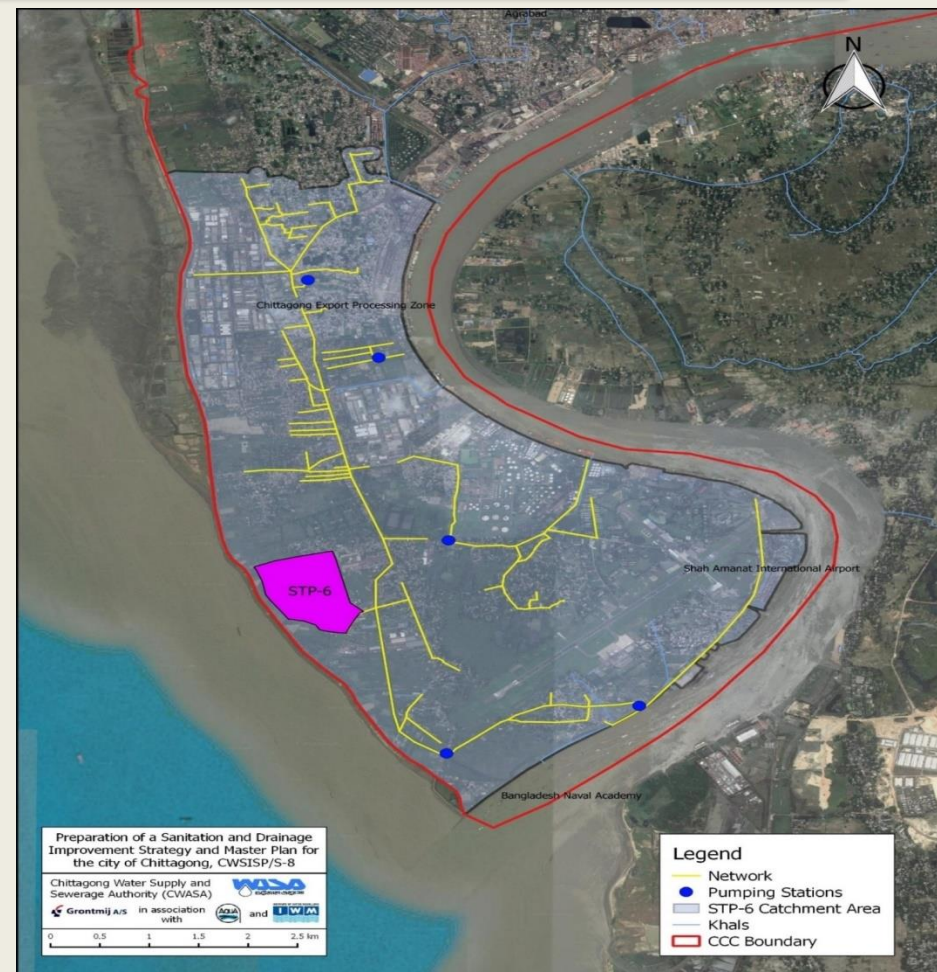 Agrabad
N
Chittagong Export Processing Zone
STP-6
Shah Amanat International Airport
Bangladesh Naval Academy
Preparation of a Sanitation and Drainage
Improvement Strategy and Master Plan for
the city of Chittagong, CWSISP/S-8
Chittagong Water Supply and
Sewerage Authority (CWASA)
WASA
Grontmij A/S in association with AQUA and IWM
0 0.5 1 1.5 2 2.5 km
Legend
Network
Pumping Stations
STP-6 Catchment Area
Khals
CCC Boundary